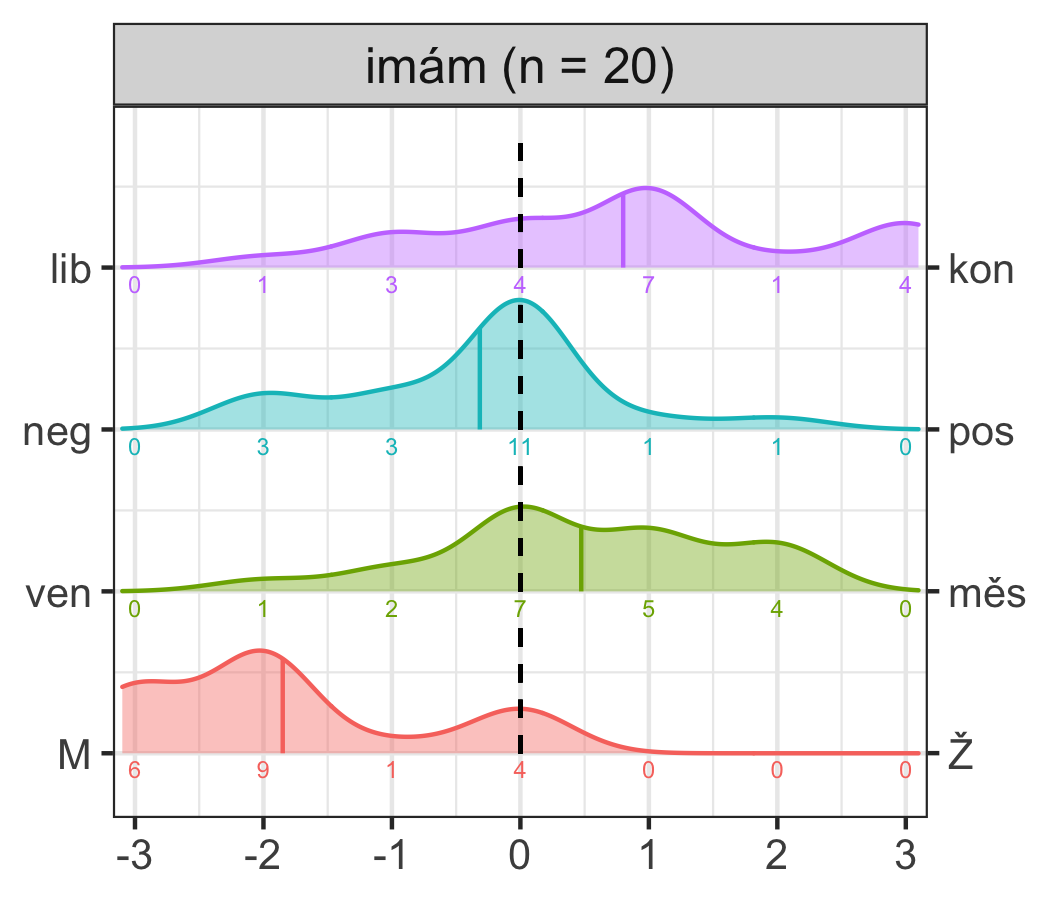 imám (n = 20)
lib kon
0 1 3 4 7 1 4
neg pos
0 3 3 11 1 1 0
ven měs
0 1 2 7 5 4 0
M Ž
6 9 1 4 0 0 0
-3 -2 -1 0 1 2 3